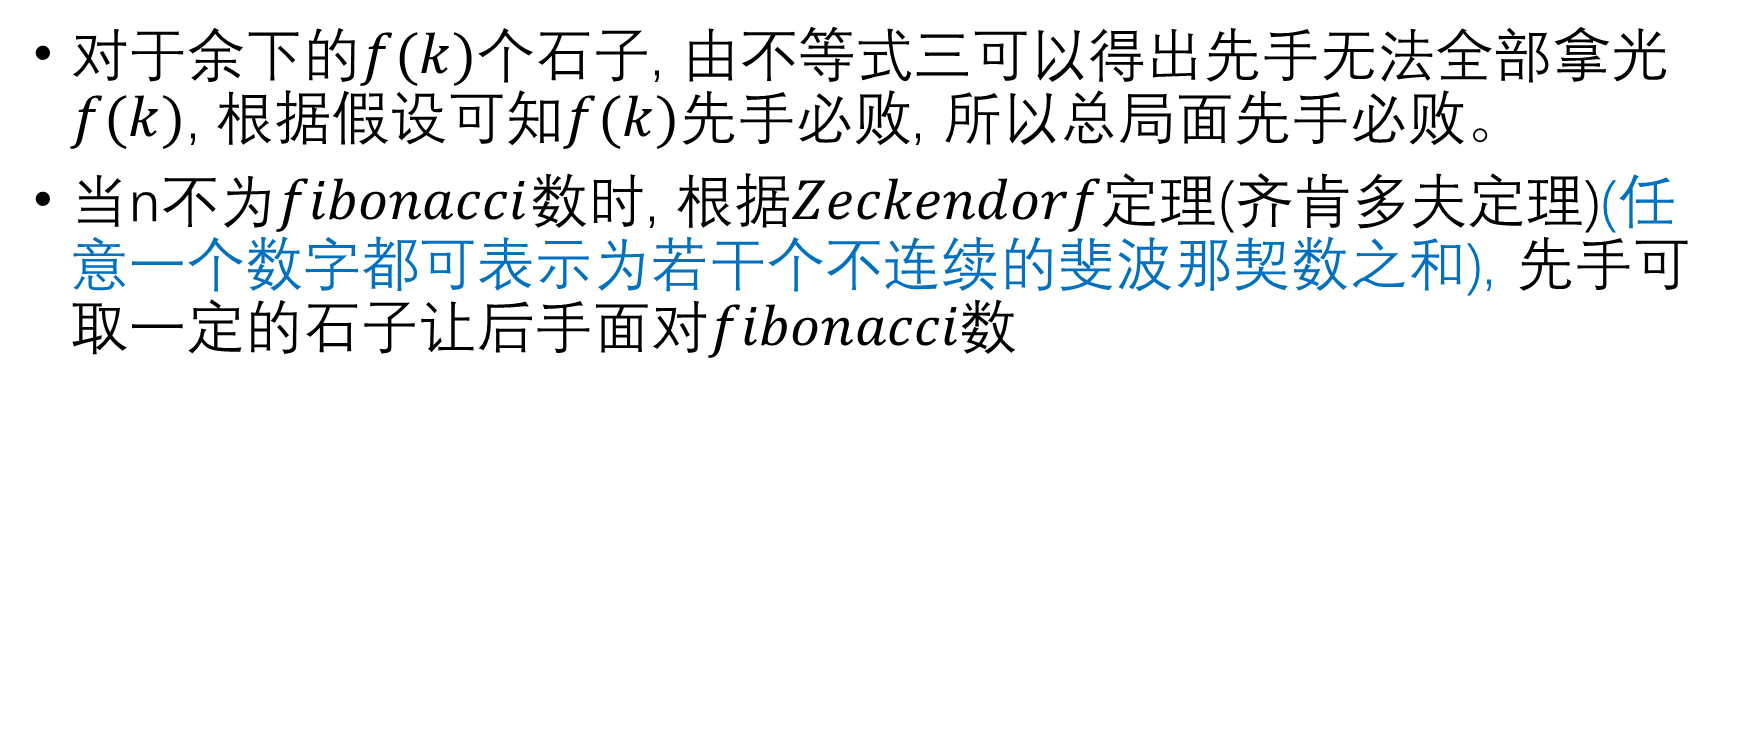 • 对于余下的f(k)个石子, 由不等式三可以得出先手无法全部拿光
f(k), 根据假设可知f(k)先手必败, 所以总局面先手必败。
• 当n不为fibonacci数时, 根据Zeckendorf定理(齐肯多夫定理)(任
意一个数字都可表示为若干个不连续的斐波那契数之和), 先手可
取一定的石子让后手面对fibonacci数